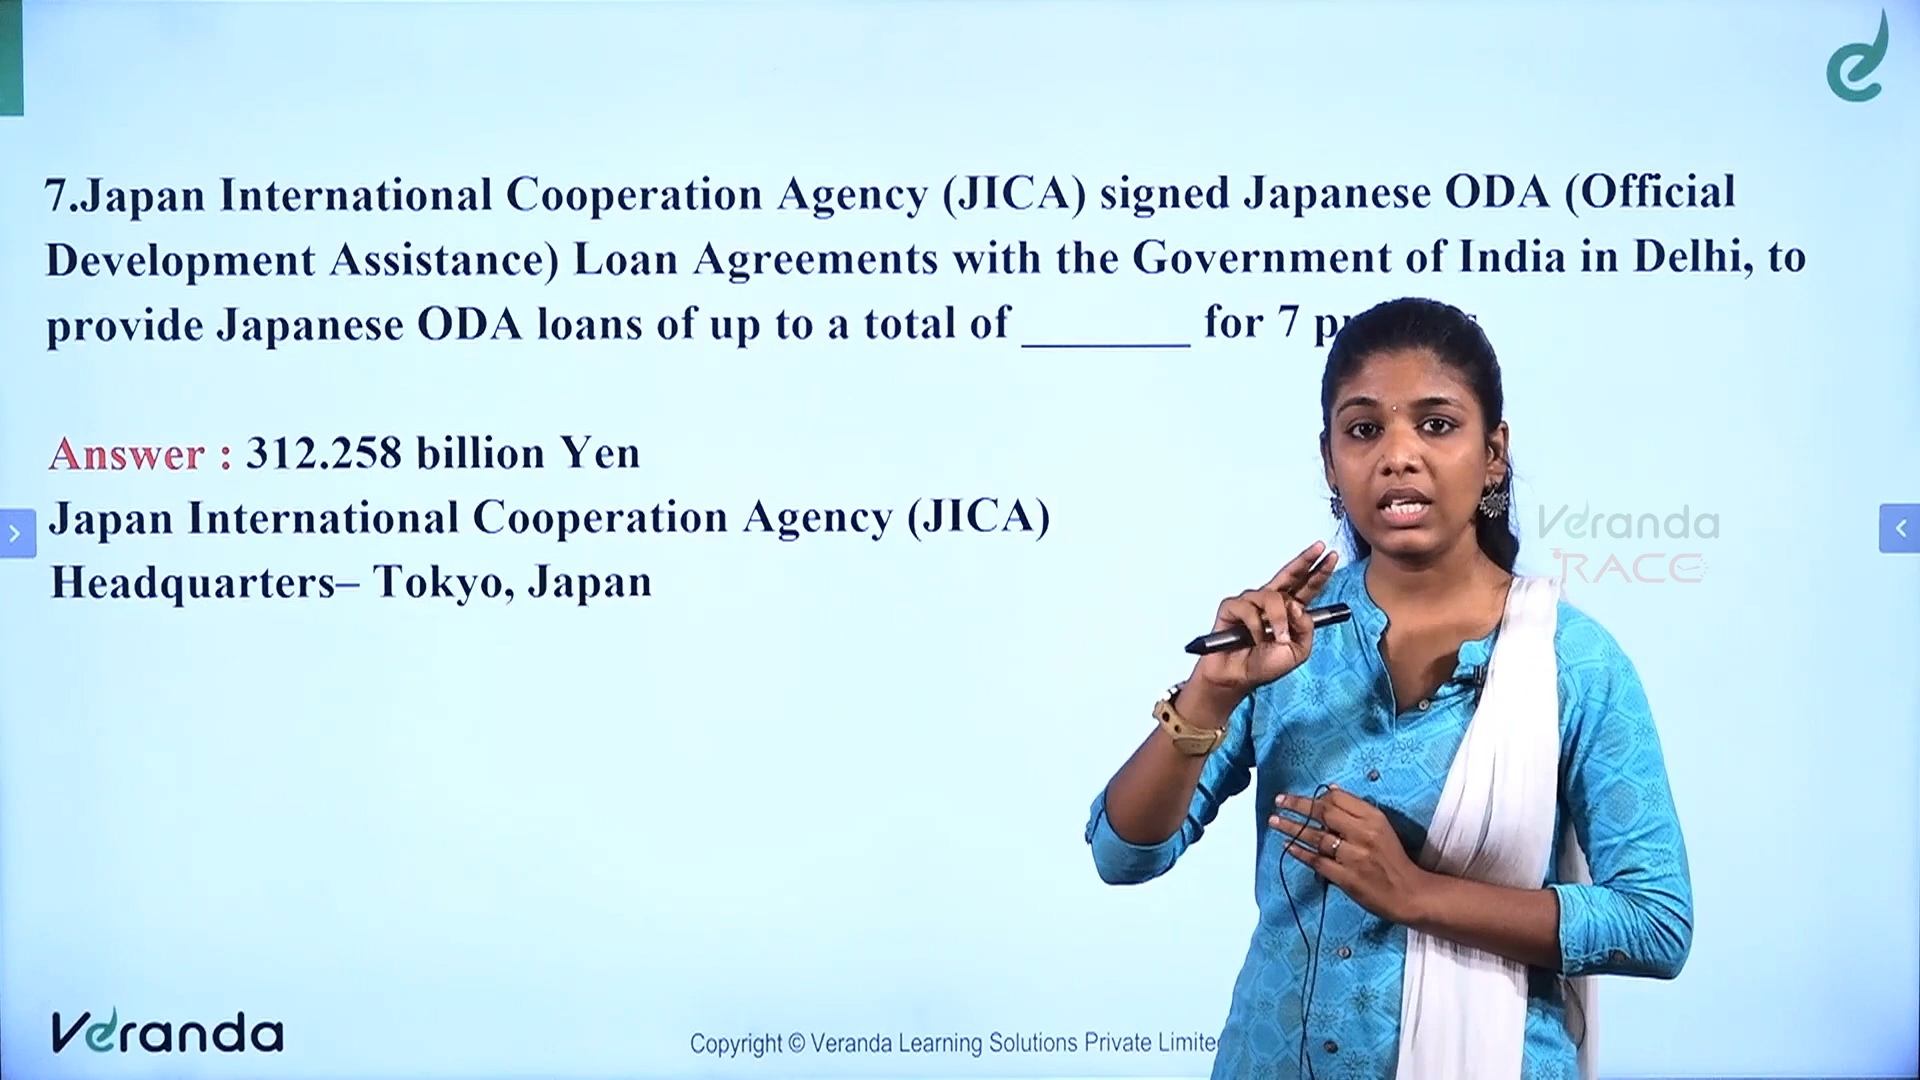 7.Japan International Cooperation Agency (JICA) signed Japanese ODA (Official
Development Assistance) Loan Agreements with the Government of India in Delhi, to
provide Japanese ODA loans of up to a total of ________ for 7
Answer : 312.258 billion Yen
Japan International Cooperation Agency (JICA)
Headquarters– Tokyo, Japan
Veranda
RACE
Veranda
Copyright © Veranda Learning Solutions Private